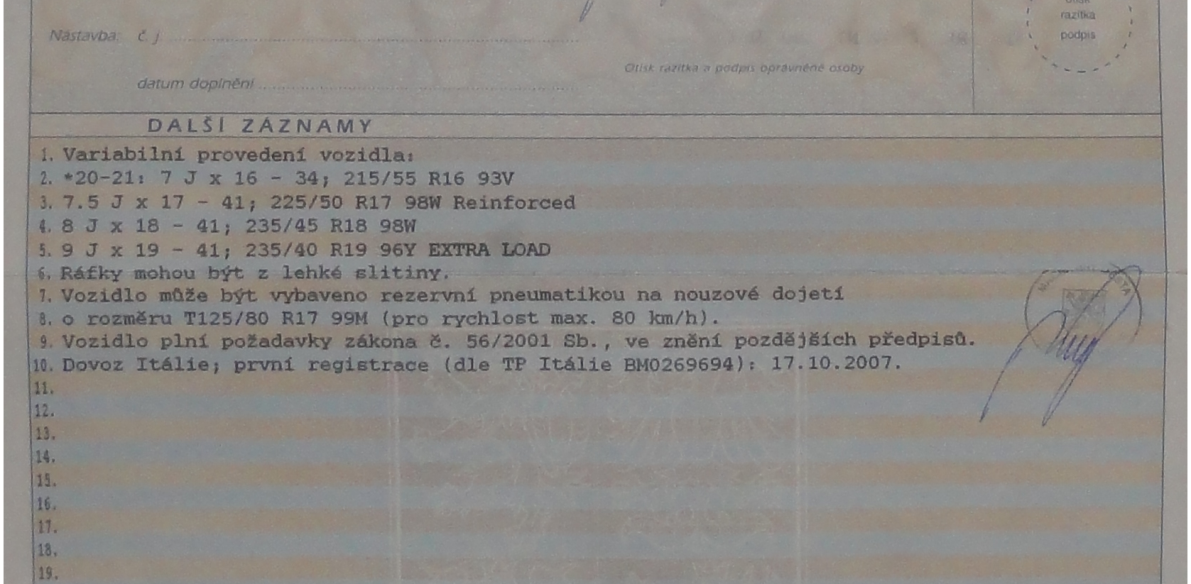 razítka
podpis
Nástavba: č. j.
Otisk razítka a podpis oprávněné osoby
datum doplnění
DALŠÍ ZÁZNAMY
1. Variabilní provedení vozidla:
2. *20-21: 7 J x 16 - 34; 215/55 R16 93V
3. 7.5 J x 17 - 41; 225/50 R17 98W Reinforced
4. 8 J x 18 - 41; 235/45 R18 98W
5. 9 J x 19 - 41; 235/40 R19 96Y EXTRA LOAD
6. Ráfky mohou být z lehké slitiny.
7. Vozidlo může být vybaveno rezervní pneumatikou na nouzové dojetí
8. o rozměru T125/80 R17 99M (pro rychlost max. 80 km/h).
9. Vozidlo plní požadavky zákona č. 56/2001 Sb., ve znění pozdějších předpisů.
10. Dovoz Itálie; první registrace (dle TP Itálie BM0269694): 17.10.2007.
11.
12.
13.
14.
15.
16.
17.
18.
19.